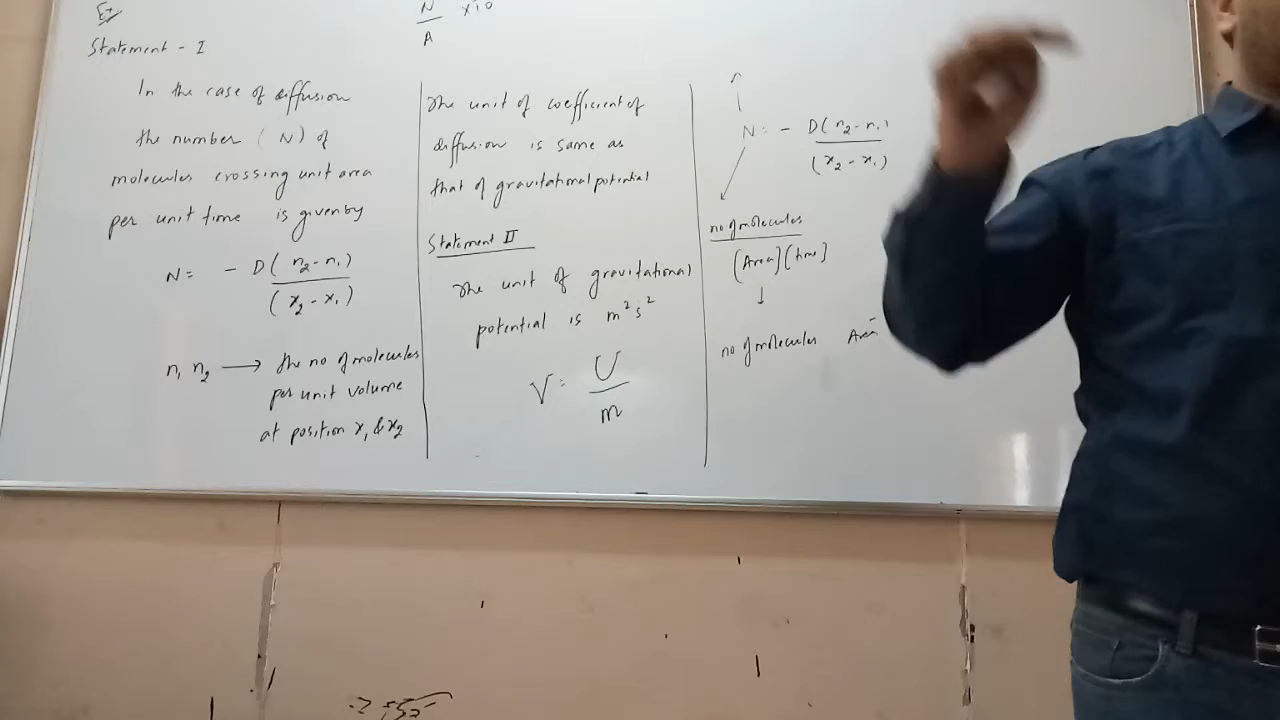 Ex
Statement - I
In the case of diffusion
the number (N) of
molecules crossing unit area
per unit time is given by
N = - D(n₂-n₁)
(x₂-x₁)
n₁ n₂ → the no of molecules
per unit volume
at position x₁ & x₂
N
A
The unit of coefficient of
diffusion is same as
that of gravitational potential
Statement II
The unit of gravitational
potential is m² s²
V = U
m
N = - D(n₂-n₁)
(x₂-x₁)
no of molecules
[Area][time]
↓
no of molecules